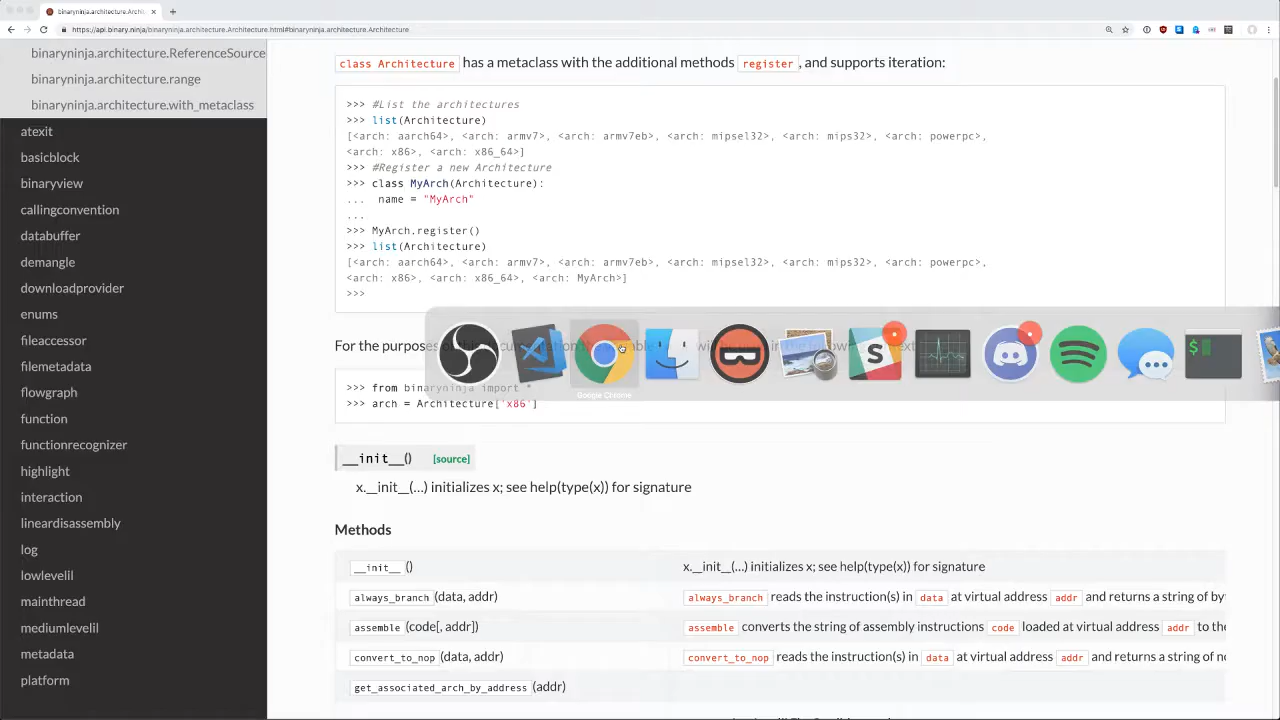 binaryninja.architecture.Archit
https://api.binary.ninja/binaryninja.architecture.Architecture.html#binaryninja.architecture.Architecture
binaryninja.architecture.ReferenceSource
binaryninja.architecture.range
binaryninja.architecture.with_metaclass
atexit
basicblock
binaryview
callingconvention
databuffer
demangle
downloadprovider
enums
fileaccessor
filemetadata
flowgraph
function
functionrecognizer
highlight
interaction
lineardisassembly
log
lowlevelil
mainthread
mediumlevelil
metadata
platform
class Architecture has a metaclass with the additional methods register , and supports iteration:
>>> #List the architectures
>>> list(Architecture)
[<arch: aarch64>, <arch: armv7>, <arch: armv7eb>, <arch: mipsel32>, <arch: mips32>, <arch: powerpc>,
<arch: x86>, <arch: x86_64>]
>>> #Register a new Architecture
>>> class MyArch(Architecture):
... name = "MyArch"
...
>>> MyArch.register()
>>> list(Architecture)
[<arch: aarch64>, <arch: armv7>, <arch: armv7eb>, <arch: mipsel32>, <arch: mips32>, <arch: powerpc>,
<arch: x86>, <arch: x86_64>, <arch: MyArch>]
>>>
For the purpos
S
$
Google Chrome
>>> from binaryninja import *
>>> arch = Architecture['x86']
__init__() [source]
x.__init__(…) initializes x; see help(type(x)) for signature
Methods
__init__ () x.__init__(…) initializes x; see help(type(x)) for signature
always_branch (data, addr) always_branch reads the instruction(s) in data at virtual address addr and returns a string of by
assemble (code[, addr]) assemble converts the string of assembly instructions code loaded at virtual address addr to the
convert_to_nop (data, addr) convert_to_nop reads the instruction(s) in data at virtual address addr and returns a string of no
get_associated_arch_by_address (addr)